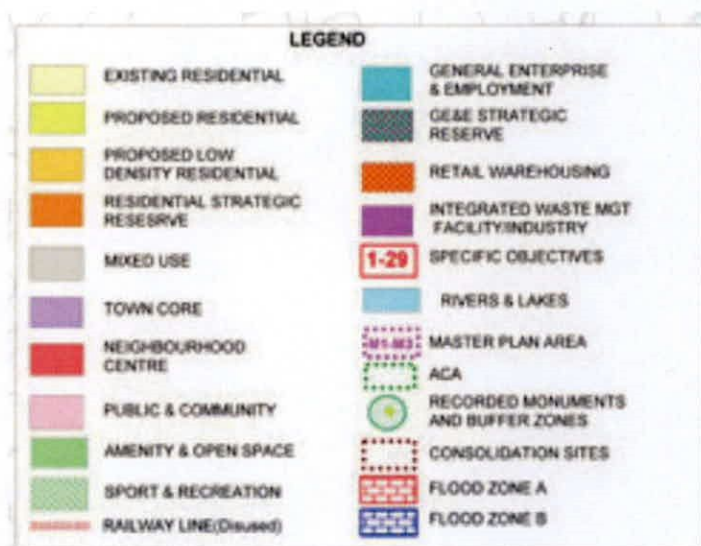 LEGEND
EXISTING RESIDENTIAL
PROPOSED RESIDENTIAL
PROPOSED LOW
DENSITY RESIDENTIAL
RESIDENTIAL STRATEGIC
RESESRVE
MIXED USE
TOWN CORE
NEIGHBOURHOOD
CENTRE
PUBLIC & COMMUNITY
AMENITY & OPEN SPACE
SPORT & RECREATION
RAILWAY LINE(Disused)
GENERAL ENTERPRISE
& EMPLOYMENT
GE&E STRATEGIC
RESERVE
RETAIL WAREHOUSING
INTEGRATED WASTE MGT
FACILITY/INDUSTRY
1-29 SPECIFIC OBJECTIVES
RIVERS & LAKES
M1-M3 MASTER PLAN AREA
ACA
RECORDED MONUMENTS
AND BUFFER ZONES
CONSOLIDATION SITES
FLOOD ZONE A
FLOOD ZONE B